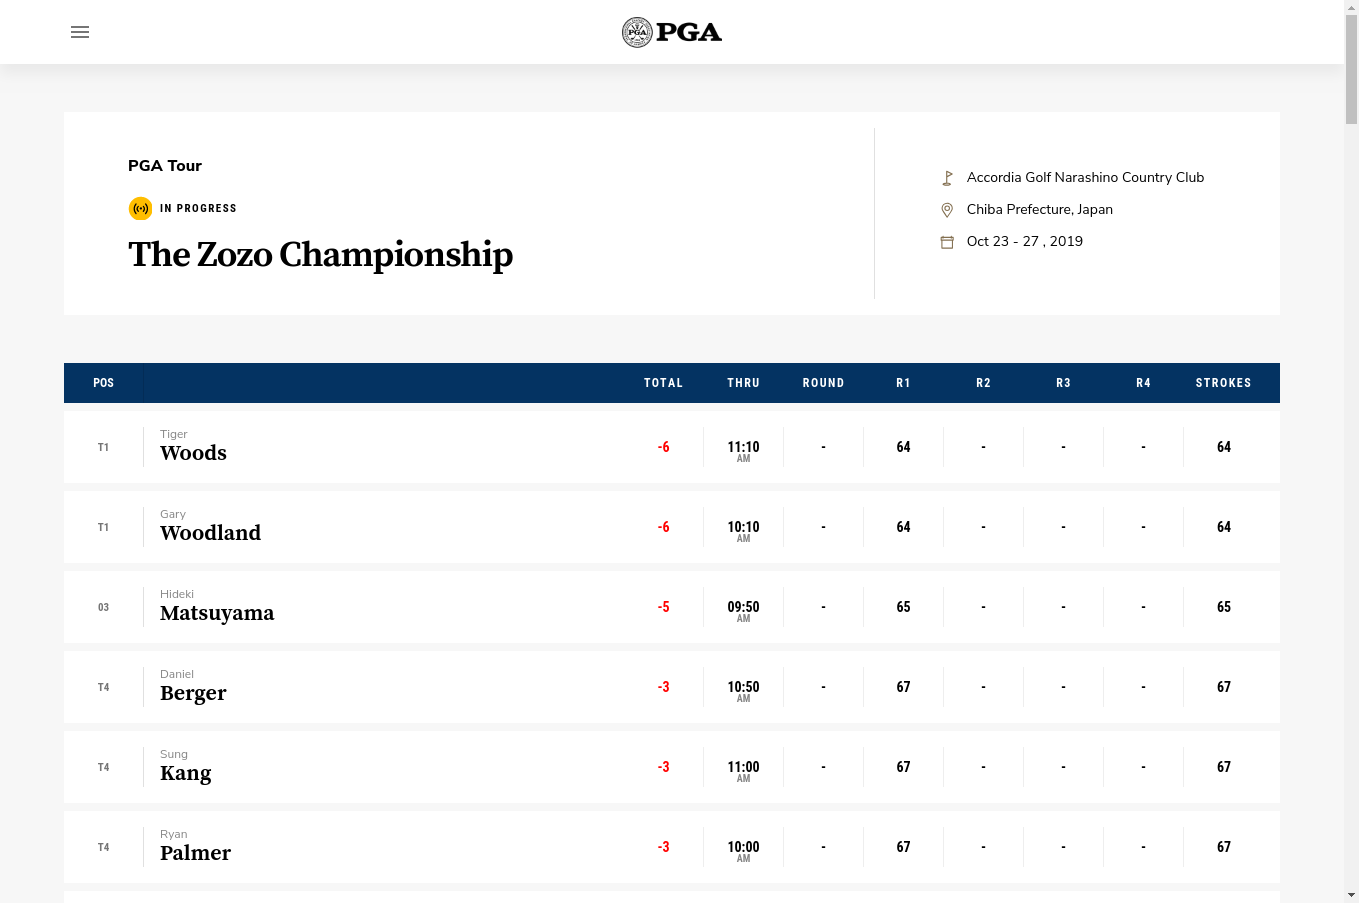 PGA
PGA Tour
IN PROGRESS
The Zozo Championship
Accordia Golf Narashino Country Club
Chiba Prefecture, Japan
Oct 23 - 27 , 2019
POS TOTAL THRU ROUND R1 R2 R3 R4 STROKES
Tiger
T1 Woods -6 11:10 - 64 - - - 64
AM
Gary
T1 Woodland -6 10:10 - 64 - - - 64
AM
Hideki
03 Matsuyama -5 09:50 - 65 - - - 65
AM
Daniel
T4 Berger -3 10:50 - 67 - - - 67
AM
Sung
T4 Kang -3 11:00 - 67 - - - 67
AM
Ryan
T4 Palmer -3 10:00 - 67 - - - 67
AM